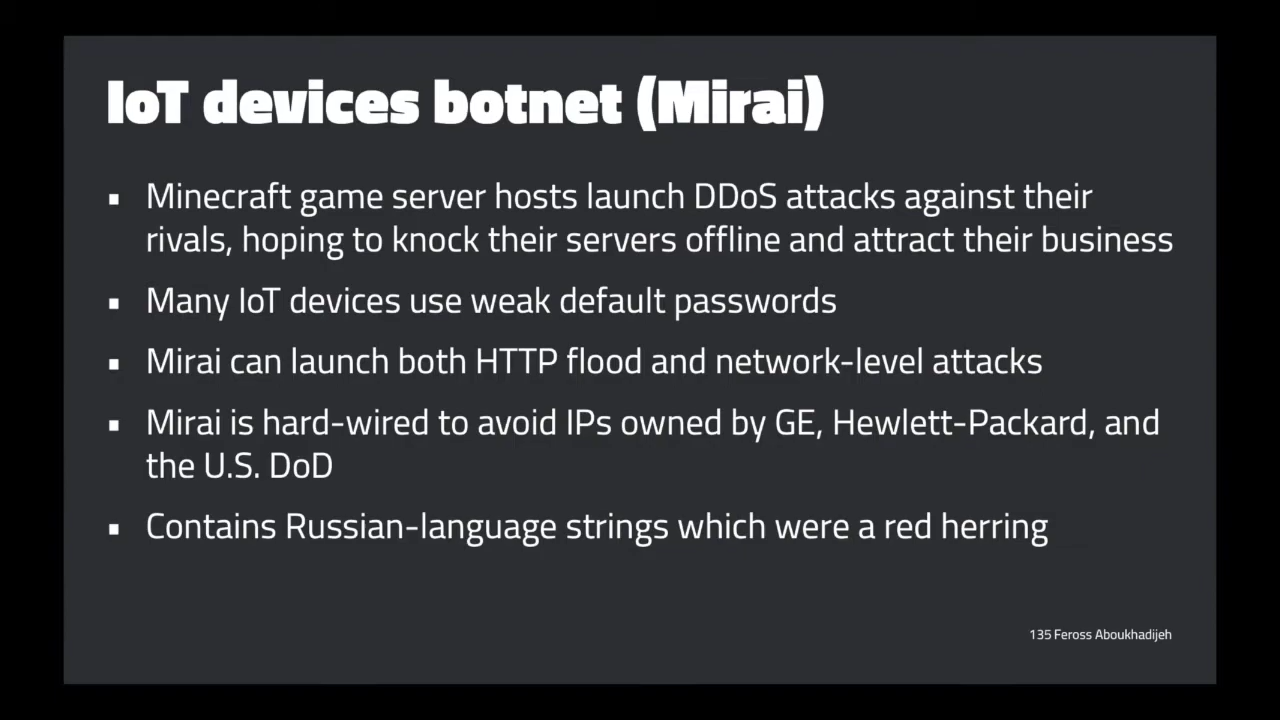 IoT devices botnet (Mirai)
▪ Minecraft game server hosts launch DDoS attacks against their
rivals, hoping to knock their servers offline and attract their business
▪ Many IoT devices use weak default passwords
▪ Mirai can launch both HTTP flood and network-level attacks
▪ Mirai is hard-wired to avoid IPs owned by GE, Hewlett-Packard, and
the U.S. DoD
▪ Contains Russian-language strings which were a red herring
135 Feross Aboukhadijeh